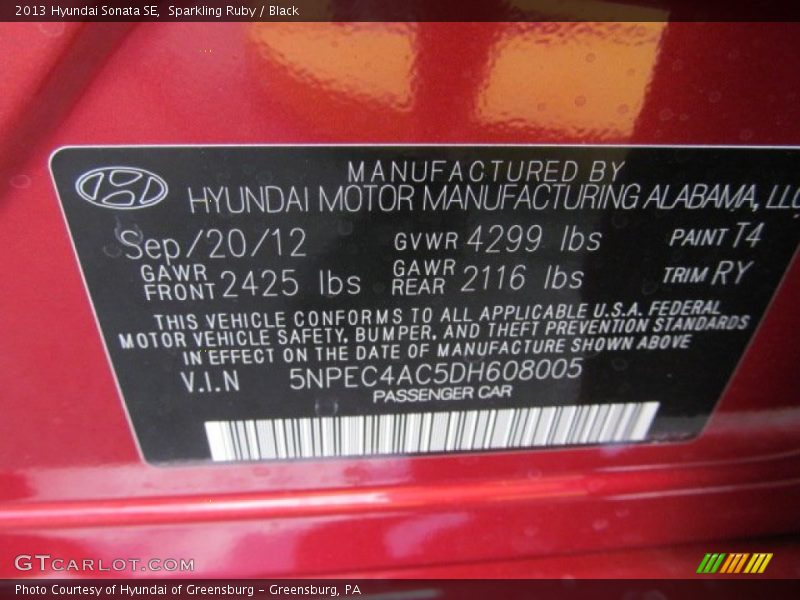 2013 Hyundai Sonata SE, Sparkling Ruby / Black
MANUFACTURED BY
HYUNDAI MOTOR MANUFACTURING ALABAMA, LLC
Sep/20/12 GVWR 4299 lbs PAINT T4
GAWR FRONT 2425 lbs GAWR REAR 2116 lbs TRIM RY
THIS VEHICLE CONFORMS TO ALL APPLICABLE U.S.A. FEDERAL
MOTOR VEHICLE SAFETY, BUMPER, AND THEFT PREVENTION STANDARDS
IN EFFECT ON THE DATE OF MANUFACTURE SHOWN ABOVE
V.I.N 5NPEC4AC5DH608005
PASSENGER CAR
GTCARLOT.COM
Photo Courtesy of Hyundai of Greensburg - Greensburg, PA